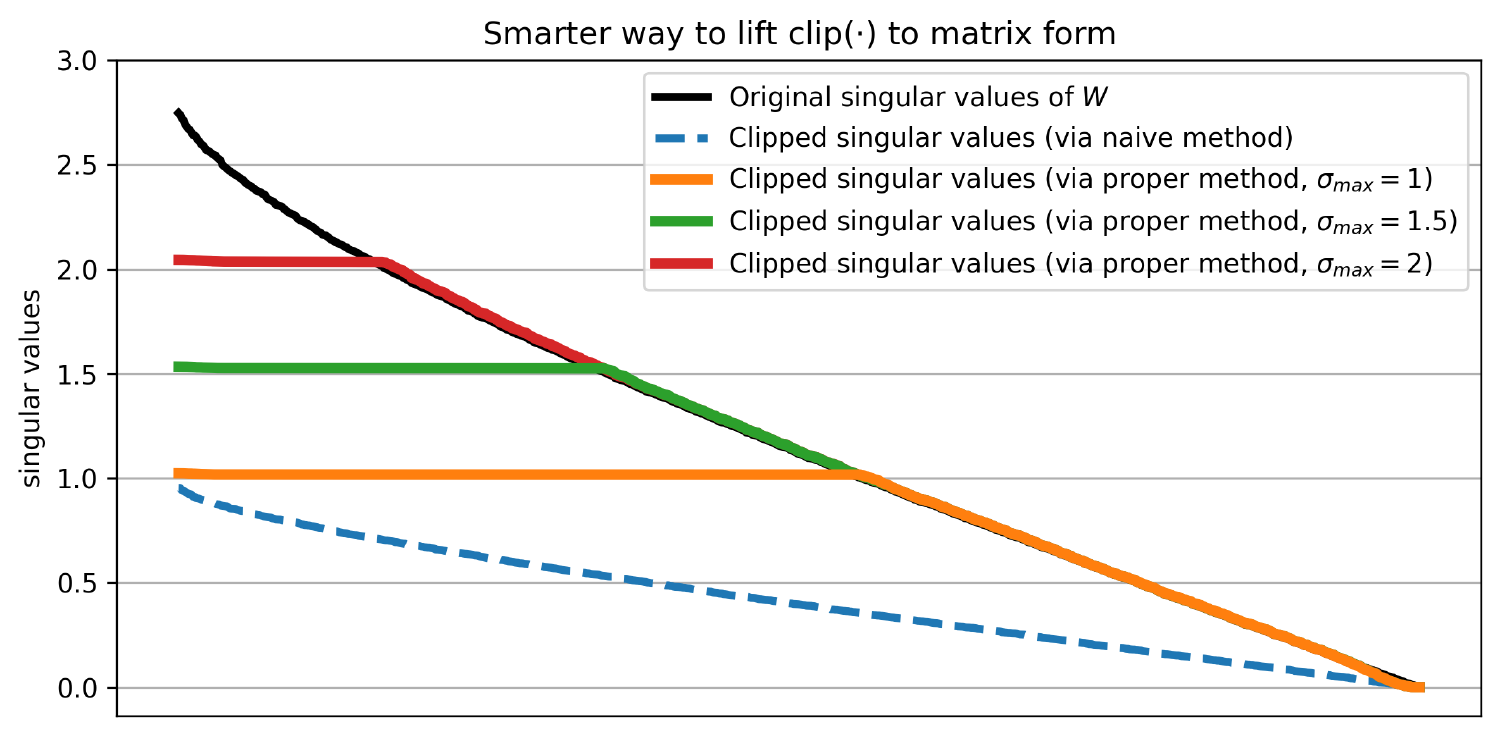 Smarter way to lift clip(·) to matrix form
3.0
2.5
2.0
1.5
1.0
0.5
0.0
singular values
Original singular values of W
Clipped singular values (via naive method)
Clipped singular values (via proper method, σmax = 1)
Clipped singular values (via proper method, σmax = 1.5)
Clipped singular values (via proper method, σmax = 2)